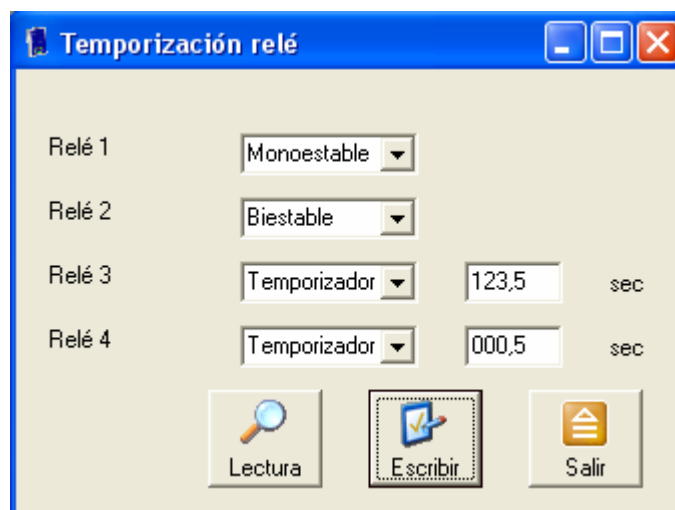 Temporización relé
Relé 1 Monoestable
Relé 2 Biestable
Relé 3 Temporizador 123,5 sec
Relé 4 Temporizador 000,5 sec
Lectura Escribir Salir